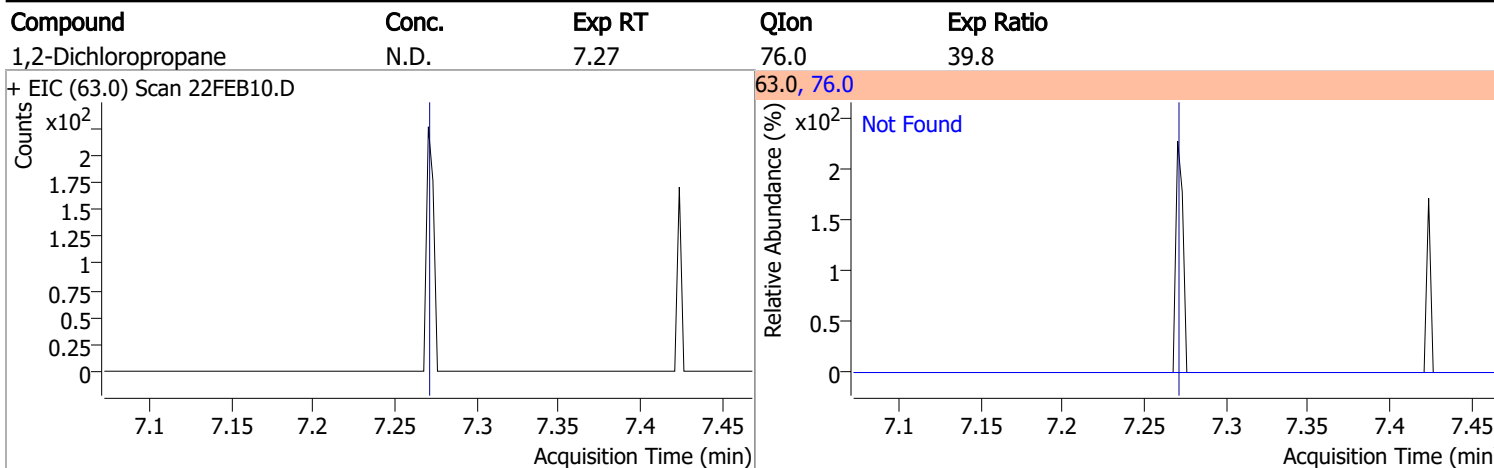 Compound Conc. Exp RT QIon Exp Ratio
1,2-Dichloropropane N.D. 7.27 76.0 39.8
+ EIC (63.0) Scan 22FEB10.D
Counts
x10²
2
1.75
1.5
1.25
1
0.75
0.5
0.25
0
7.1 7.15 7.2 7.25 7.3 7.35 7.4 7.45
Acquisition Time (min)
63.0, 76.0
Relative Abundance (%)
x10²
Not Found
2
1.5
1
0.5
0
7.1 7.15 7.2 7.25 7.3 7.35 7.4 7.45
Acquisition Time (min